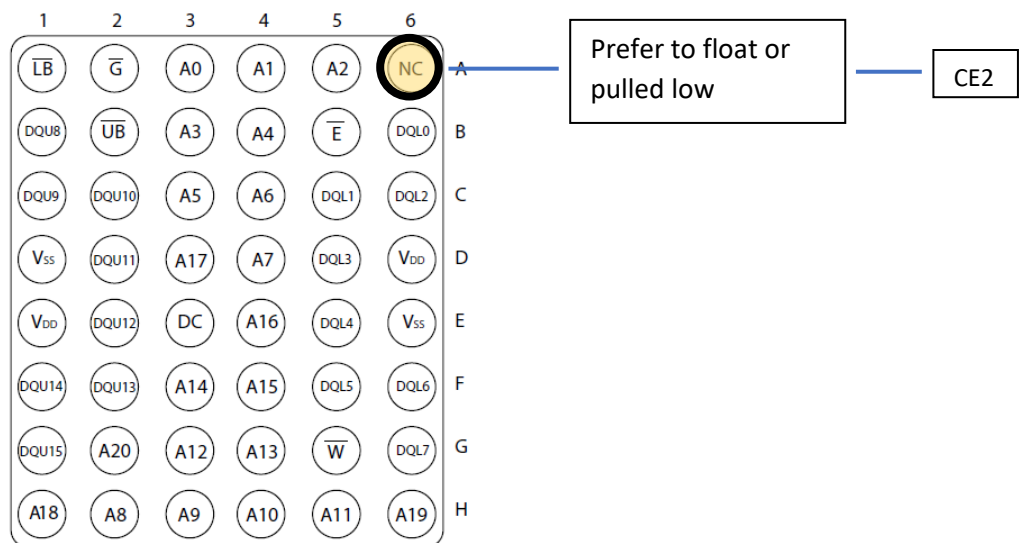 1 2 3 4 5 6
L̅B̅ G̅ A0 A1 A2 NC A
Prefer to float or
pulled low
CE2
DQU8 U̅B̅ A3 A4 E̅ DQL0 B
DQU9 DQU10 A5 A6 DQL1 DQL2 C
VSS DQU11 A17 A7 DQL3 VDD D
VDD DQU12 DC A16 DQL4 VSS E
DQU14 DQU13 A14 A15 DQL5 DQL6 F
DQU15 A20 A12 A13 W̅ DQL7 G
A18 A8 A9 A10 A11 A19 H